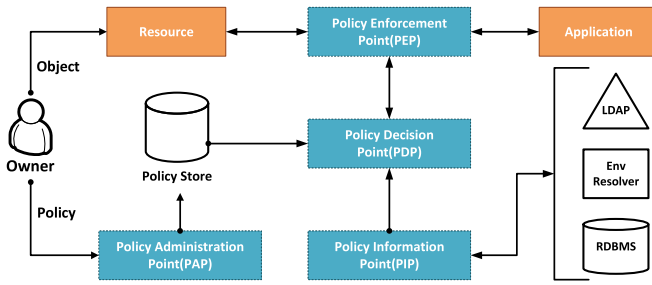 Resource
Policy Enforcement
Point(PEP)
Application
Object
Owner
Policy Store
Policy Decision
Point(PDP)
LDAP
Env
Resolver
Policy
Policy Administration
Point(PAP)
Policy Information
Point(PIP)
RDBMS